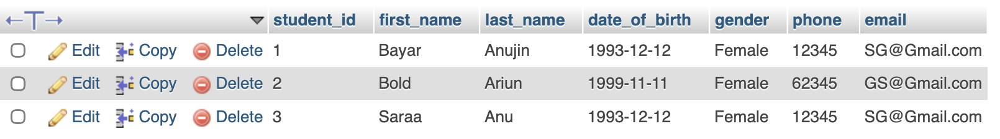 student_id first_name last_name date_of_birth gender phone email
Edit Copy Delete 1 Bayar Anujin 1993-12-12 Female 12345 SG@Gmail.com
Edit Copy Delete 2 Bold Ariun 1999-11-11 Female 62345 GS@Gmail.com
Edit Copy Delete 3 Saraa Anu 1993-12-12 Female 12345 SG@Gmail.com